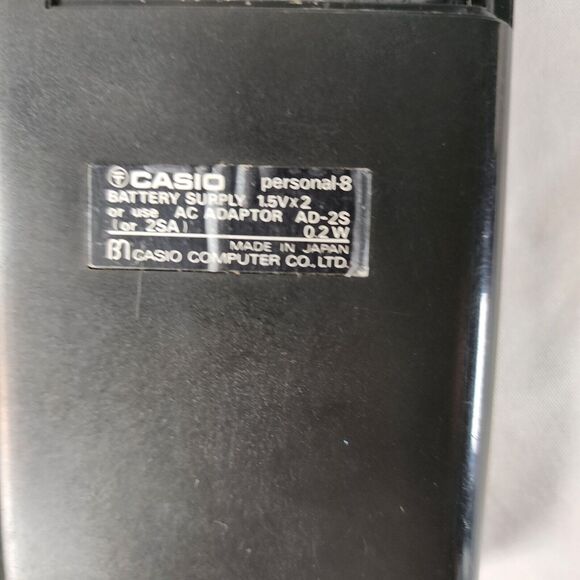 CASIO personal-8
BATTERY SUPPLY 1.5V×2
or use AC ADAPTOR AD-2S
(or 2SA) 0.2W
MADE IN JAPAN
CASIO COMPUTER CO.,LTD.